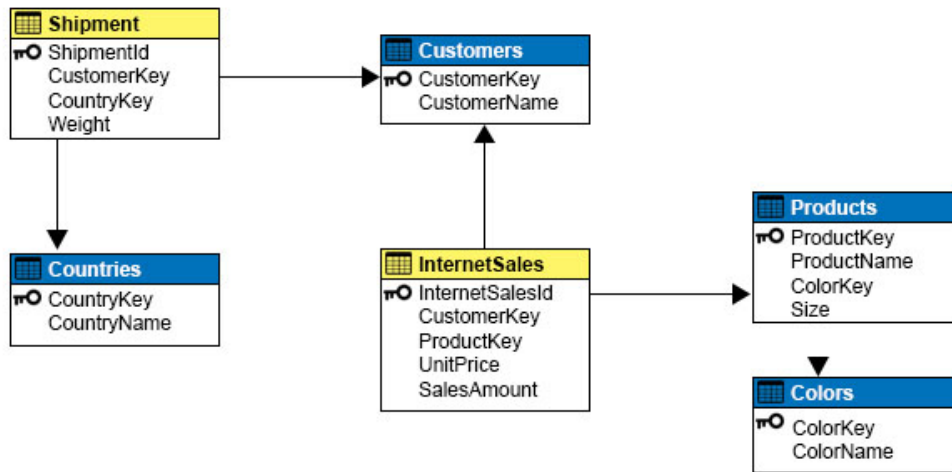 Shipment
ShipmentId
CustomerKey
CountryKey
Weight
Customers
CustomerKey
CustomerName
Countries
CountryKey
CountryName
InternetSales
InternetSalesId
CustomerKey
ProductKey
UnitPrice
SalesAmount
Products
ProductKey
ProductName
ColorKey
Size
Colors
ColorKey
ColorName